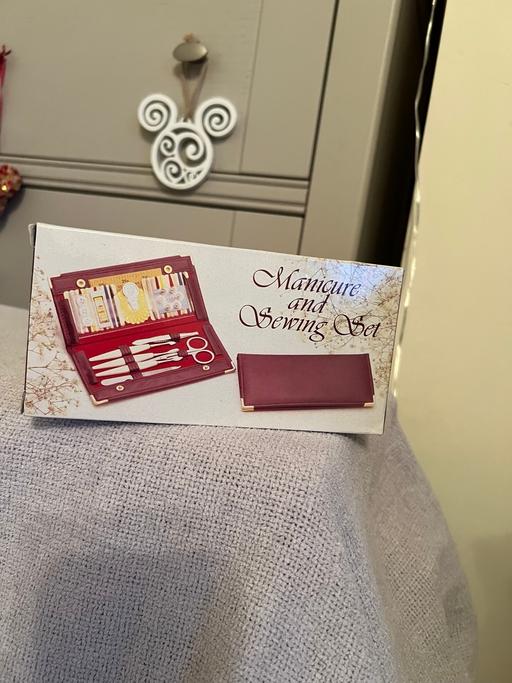 Manicure
and
Sewing Set